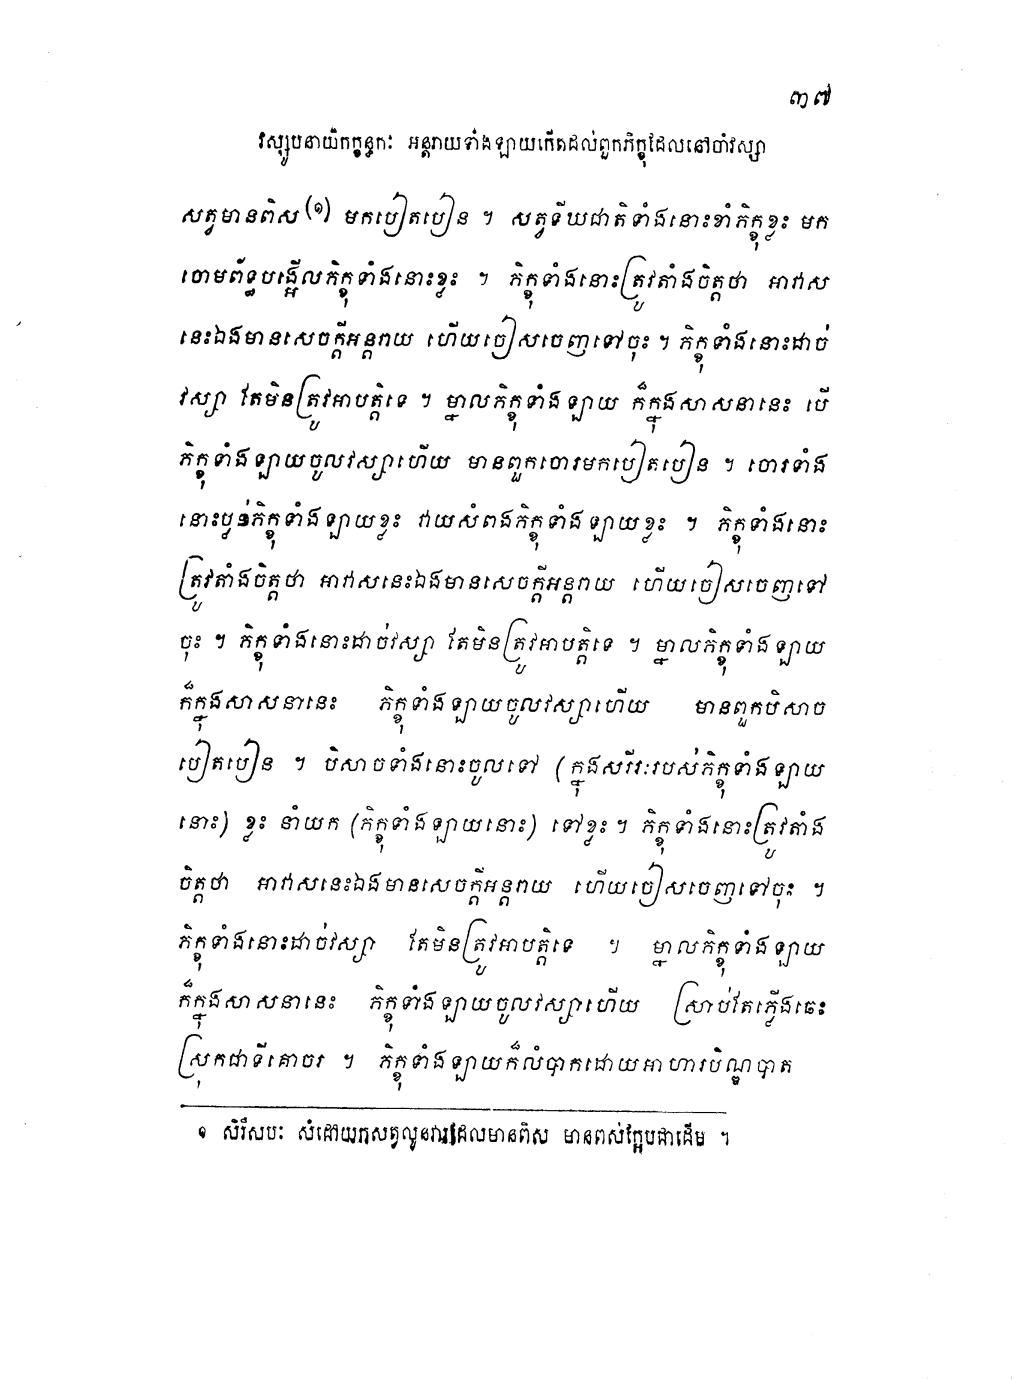 ៣៧
វស្សូបនាយិកក្ខន្ធកៈ អន្តរាយទាំងឡាយកើតដល់ពួកភិក្ខុដែលនៅចាំវស្សា
សត្វមានពិស (១) មកបៀតបៀន ។ សត្វទីឃជាតិទាំងនោះខាំភិក្ខុខ្លះ មក
ចោមព័ទ្ធបង្អើលភិក្ខុទាំងនោះខ្លះ ។ ភិក្ខុទាំងនោះត្រូវតាំងចិត្តថា អាវាស
នេះឯងមានសេចក្តីអន្តរាយ ហើយចៀសចេញទៅចុះ ។ ភិក្ខុទាំងនោះដាច់
វស្សា តែមិនត្រូវអាបត្តិទេ ។ ម្នាលភិក្ខុទាំងឡាយ ក៏ក្នុងសាសនានេះ បើ
ភិក្ខុទាំងឡាយចូលវស្សាហើយ មានពួកចោរមកបៀតបៀន ។ ចោរទាំង
នោះប្លន់ភិក្ខុទាំងឡាយខ្លះ វាយសំពងភិក្ខុទាំងឡាយខ្លះ ។ ភិក្ខុទាំងនោះ
ត្រូវតាំងចិត្តថា អាវាសនេះឯងមានសេចក្តីអន្តរាយ ហើយចៀសចេញទៅ
ចុះ ។ ភិក្ខុទាំងនោះដាច់វស្សា តែមិនត្រូវអាបត្តិទេ ។ ម្នាលភិក្ខុទាំងឡាយ
ក៏ក្នុងសាសនានេះ ភិក្ខុទាំងឡាយចូលវស្សាហើយ មានពួកបិសាច
បៀតបៀន ។ បិសាចទាំងនោះចូលទៅ (ក្នុងសរីរៈរបស់ភិក្ខុទាំងឡាយ
នោះ) ខ្លះ នាំយក (ភិក្ខុទាំងឡាយនោះ) ទៅខ្លះ ។ ភិក្ខុទាំងនោះត្រូវតាំង
ចិត្តថា អាវាសនេះឯងមានសេចក្តីអន្តរាយ ហើយចៀសចេញទៅចុះ ។
ភិក្ខុទាំងនោះដាច់វស្សា តែមិនត្រូវអាបត្តិទេ ។ ម្នាលភិក្ខុទាំងឡាយ
ក៏ក្នុងសាសនានេះ ភិក្ខុទាំងឡាយចូលវស្សាហើយ ស្រាប់តែភ្លើងឆេះ
ស្រុកជាទីគោចរ ។ ភិក្ខុទាំងឡាយក៏លំបាកដោយអាហារបិណ្ឌបាត
១ សិរឹសបៈ សំដៅយកសត្វលូនវារដែលមានពិស មានពស់ក្អែបជាដើម ។